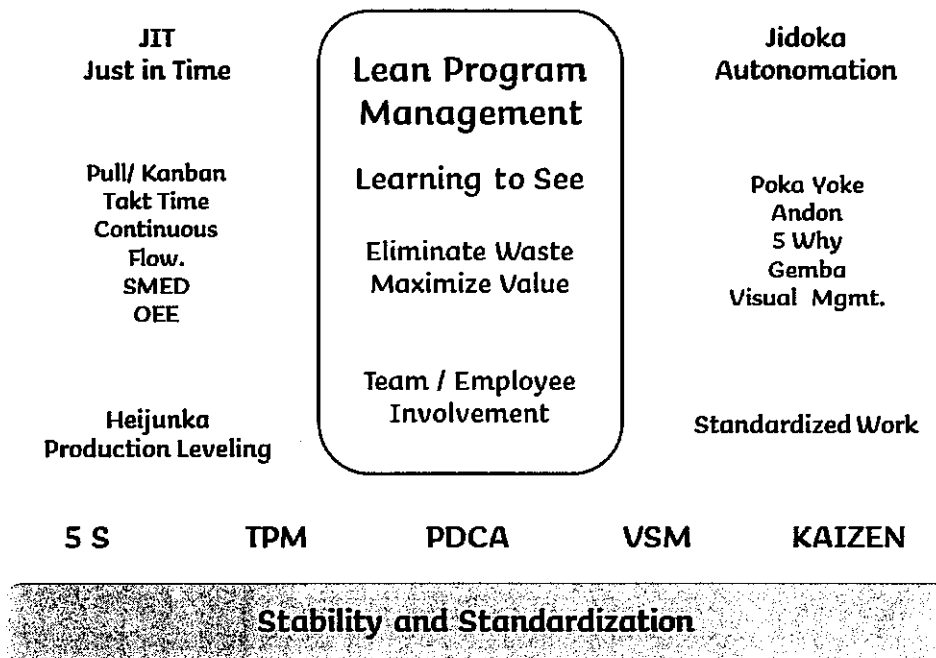 JIT
Just in Time
Pull/ Kanban
Takt Time
Continuous
Flow.
SMED
OEE
Heijunka
Production Leveling
Lean Program
Management
Learning to See
Eliminate Waste
Maximize Value
Team / Employee
Involvement
Jidoka
Autonomation
Poka Yoke
Andon
5 Why
Gemba
Visual Mgmt.
Standardized Work
5 S TPM PDCA VSM KAIZEN
Stability and Standardization